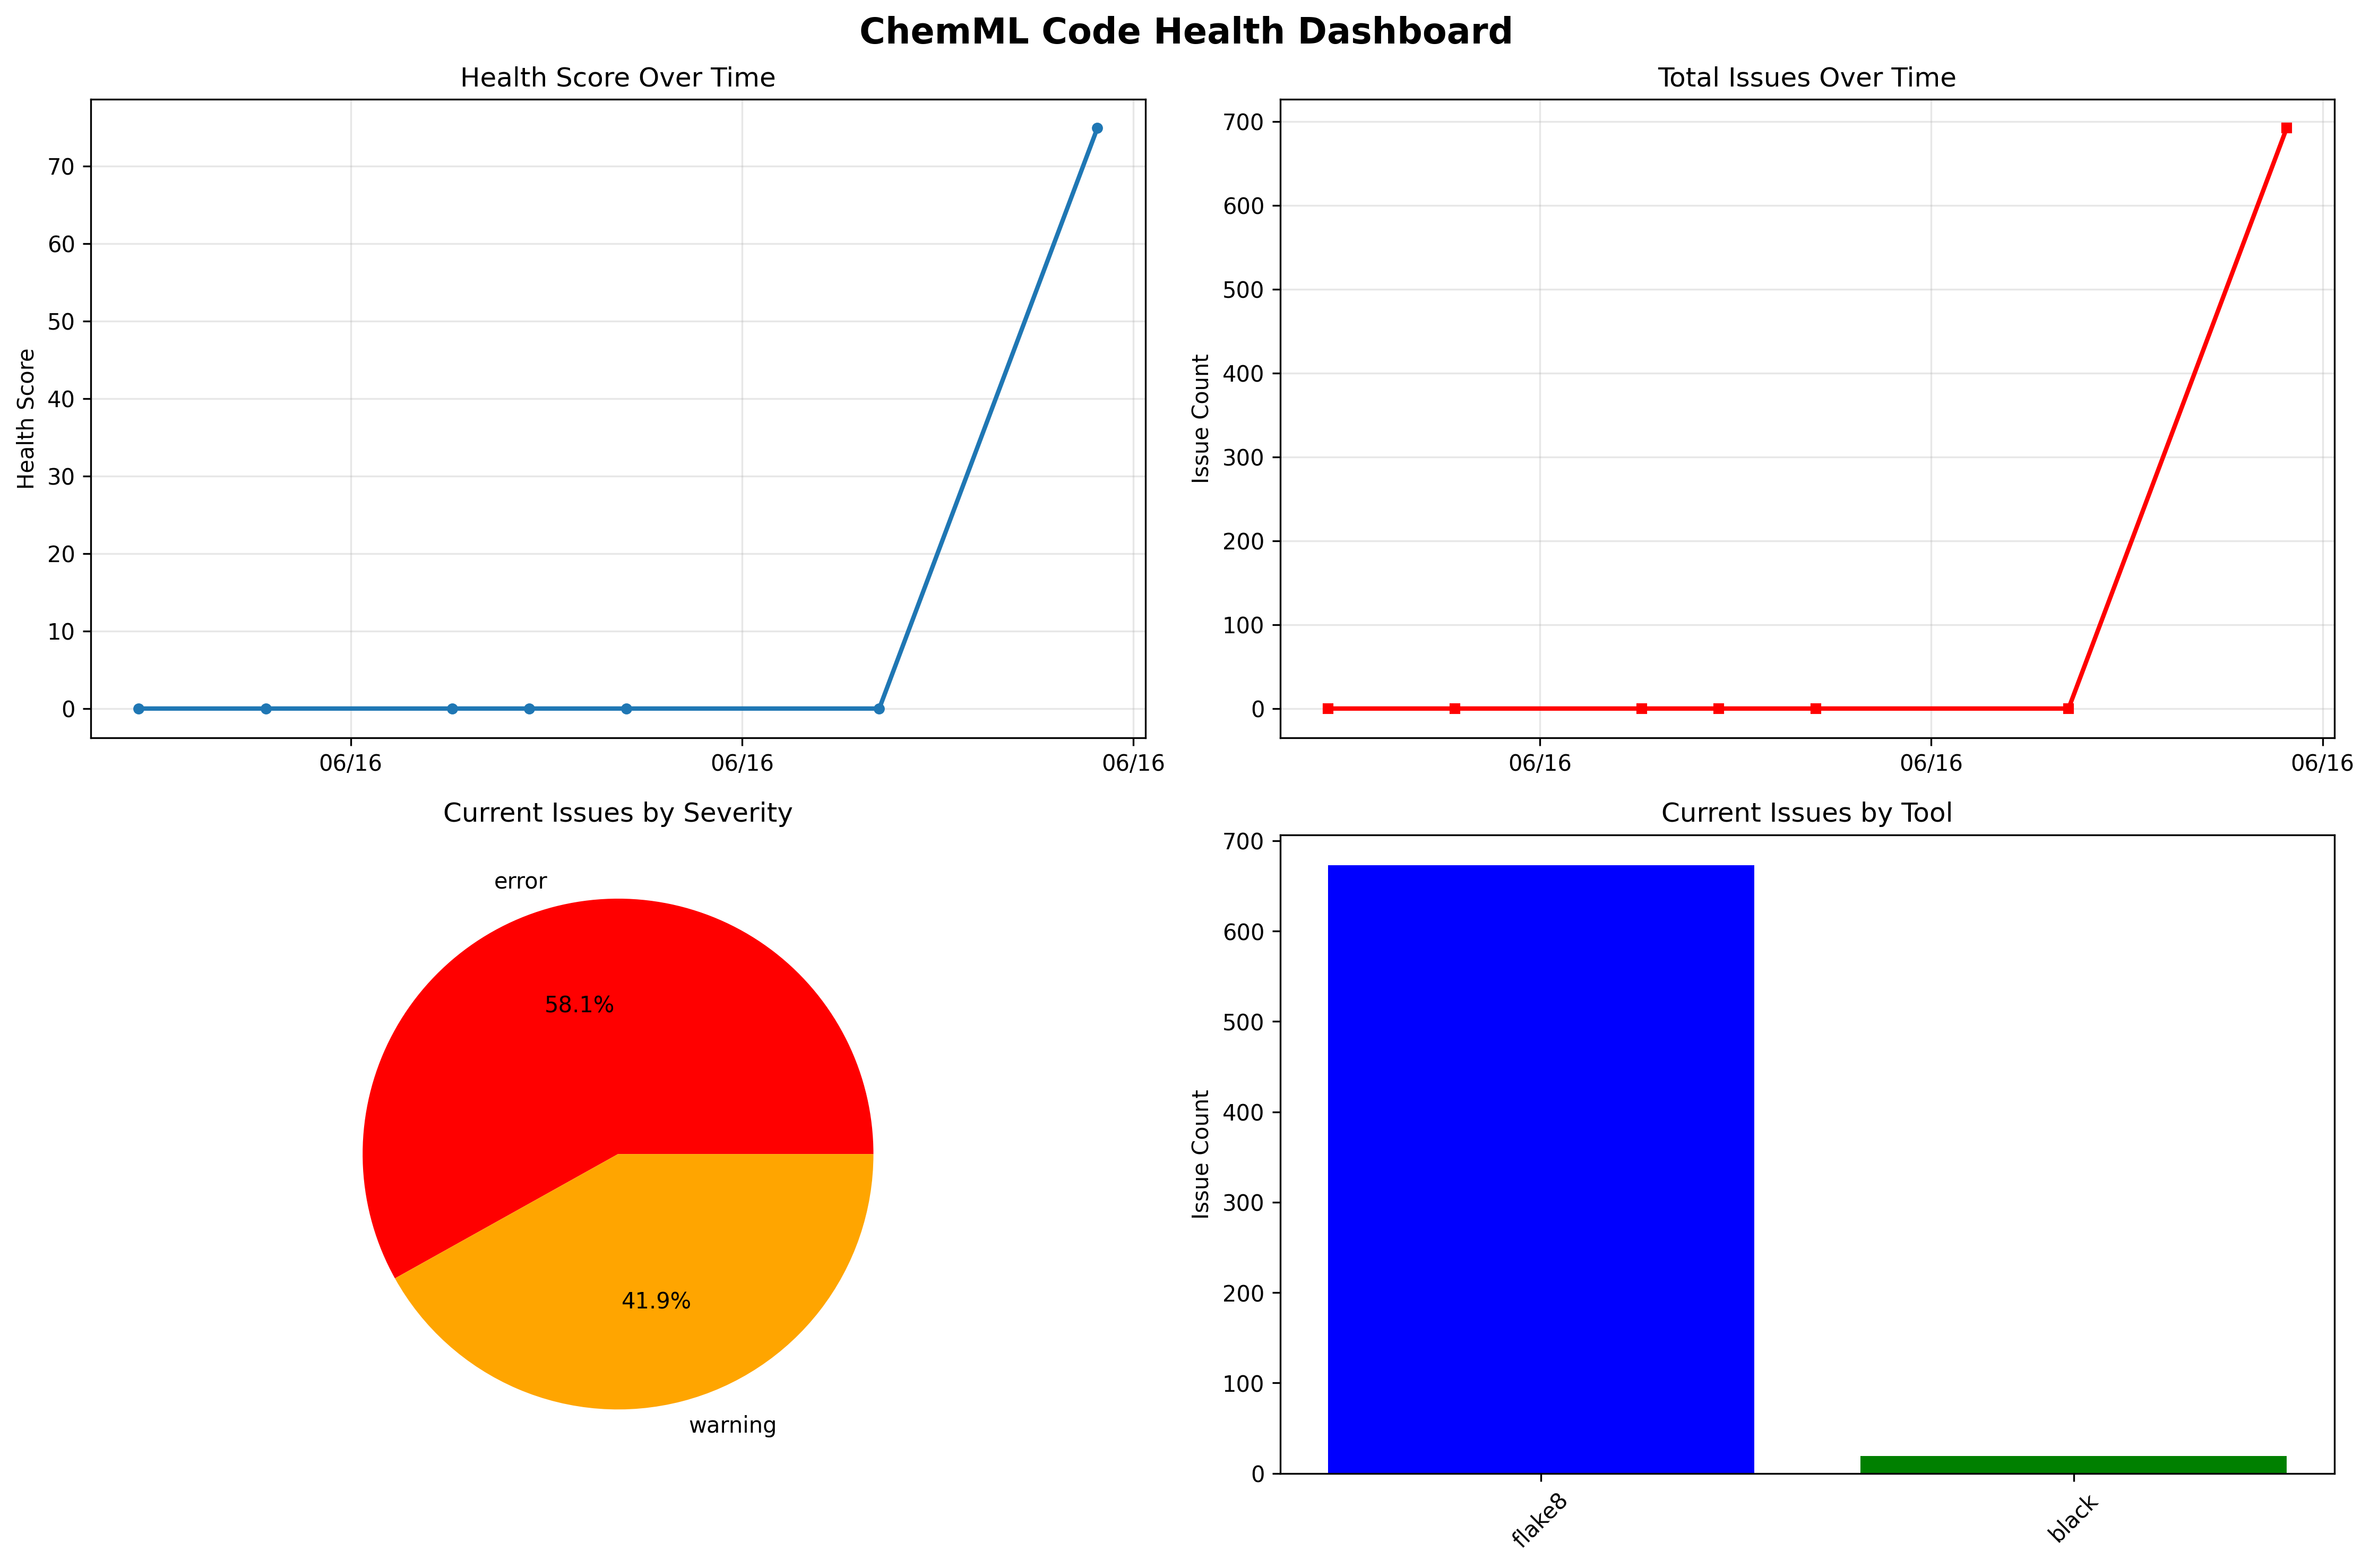 ChemML Code Health Dashboard
Health Score Over Time
Health Score
70
60
50
40
30
20
10
0
06/16
06/16
06/16
Total Issues Over Time
Issue Count
700
600
500
400
300
200
100
0
06/16
06/16
06/16
Current Issues by Severity
error
58.1%
41.9%
warning
Current Issues by Tool
Issue Count
700
600
500
400
300
200
100
0
flake8
black